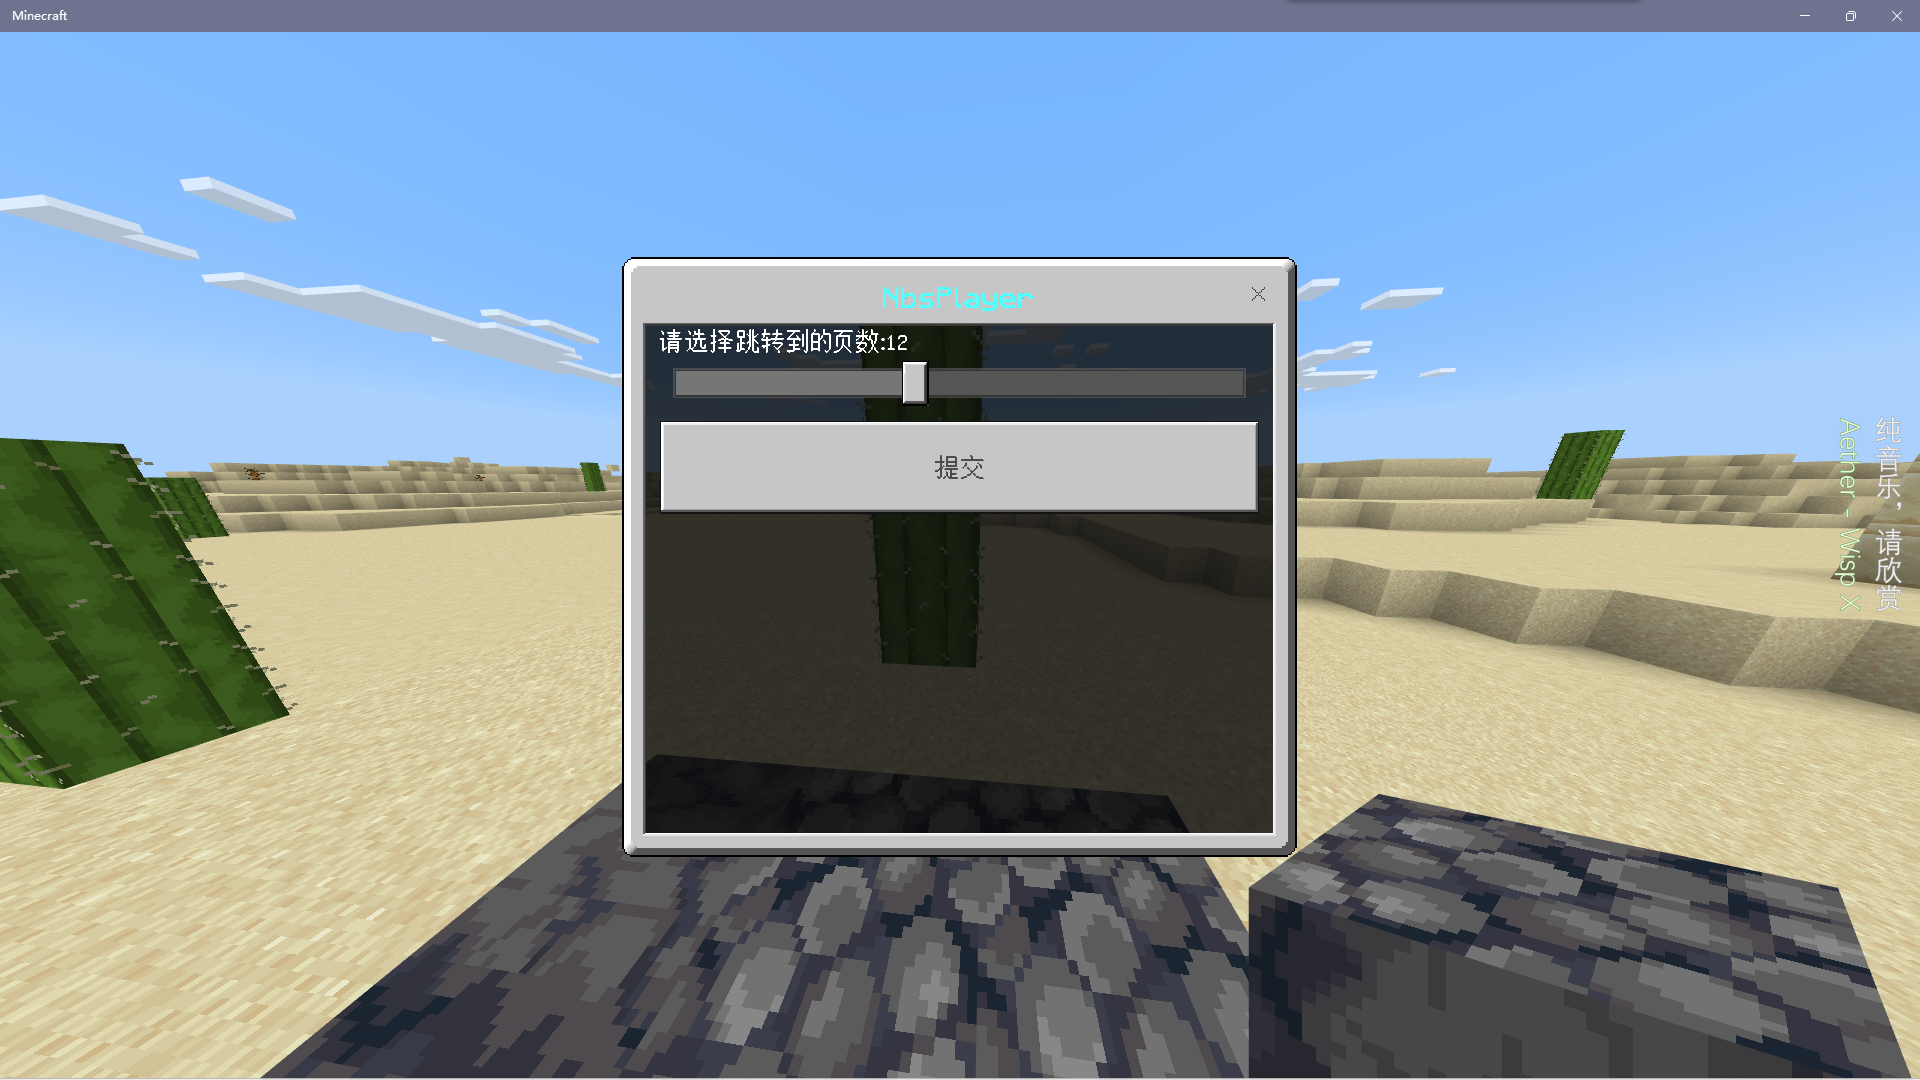 Minecraft
NbsPlayer
请选择跳转到的页数:12
提交
纯音乐，请欣赏
Aether - Wisp X